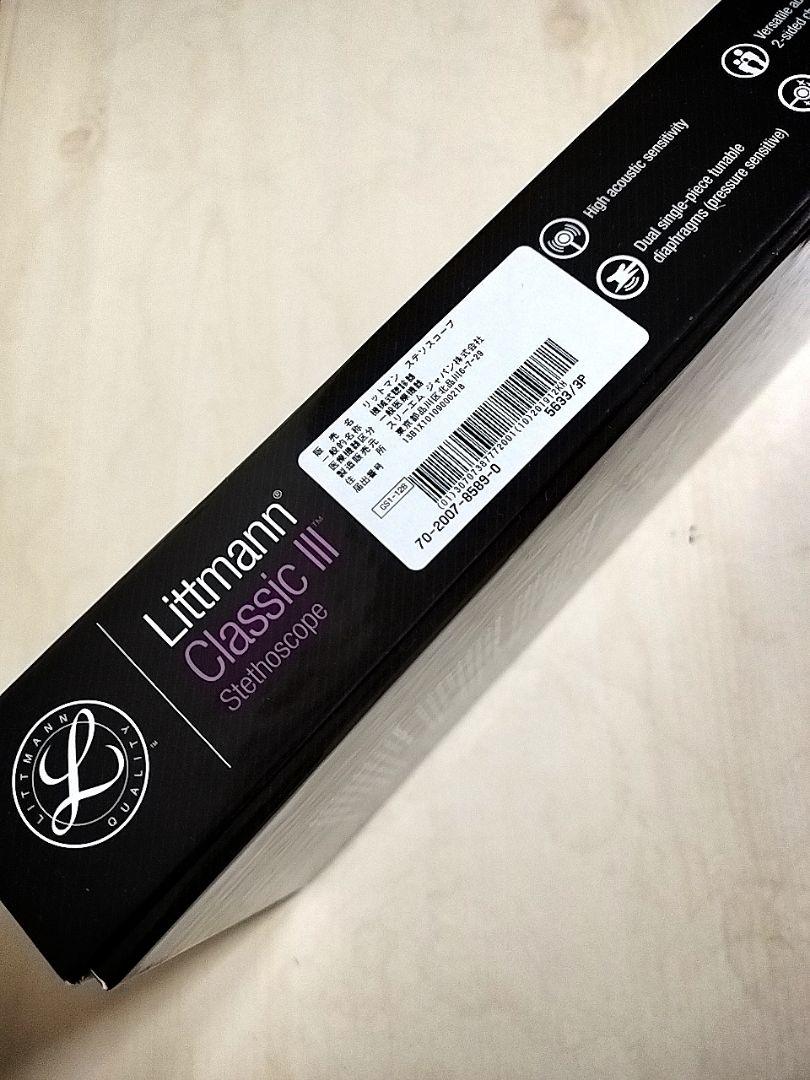 LITTMANN QUALITY™
Littmann®
Classic III™
Stethoscope
販 売 名 リットマン ステソスコープ
一般的名称 機械式聴診器
医療機器区分 一般医療機器
製造販売元 スリーエム ジャパン株式会社
住 所 東京都品川区北品川6-7-29
届出番号 13B1X10109000218
CS1-128
(01)30707387772001(10)201912KH
70-2007-8589-0
5633/3P
High acoustic sensitivity
Dual single-piece tunable
diaphragms (pressure sensitive)
Versatile
2-sided